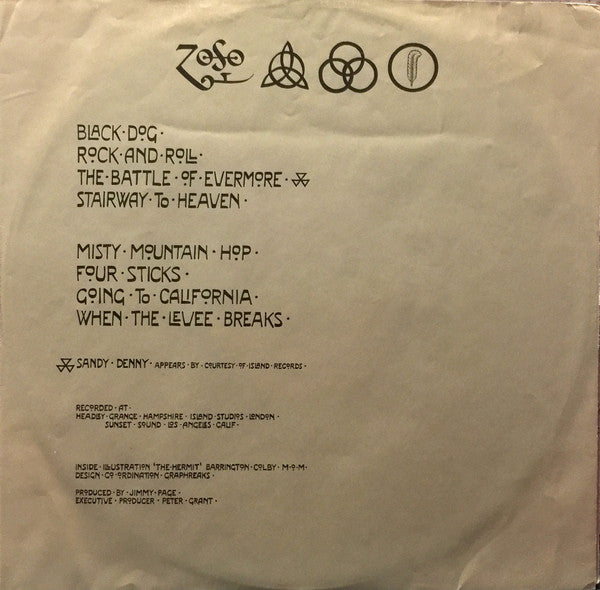 ZOSO
BLACK·DOG·
ROCK·AND·ROLL·
THE·BATTLE·OF·EVERMORE·
STAIRWAY·TO·HEAVEN·
MISTY·MOUNTAIN·HOP·
FOUR·STICKS·
GOING·TO·CALIFORNIA·
WHEN·THE·LEVEE·BREAKS·
SANDY·DENNY·APPEARS·BY·COURTESY·OF·ISLAND·RECORDS·
RECORDED·AT·
HEADLEY·GRANGE·HAMPSHIRE·ISLAND·STUDIOS·LONDON·
SUNSET·SOUND·LOS·ANGELES·CALIF·
INSIDE·ILLUSTRATION 'THE·HERMIT' BARRINGTON·COLBY·M·O·M·
DESIGN·CO·ORDINATION·GRAPHREAKS·
PRODUCED·BY·JIMMY·PAGE·
EXECUTIVE·PRODUCER·PETER·GRANT·